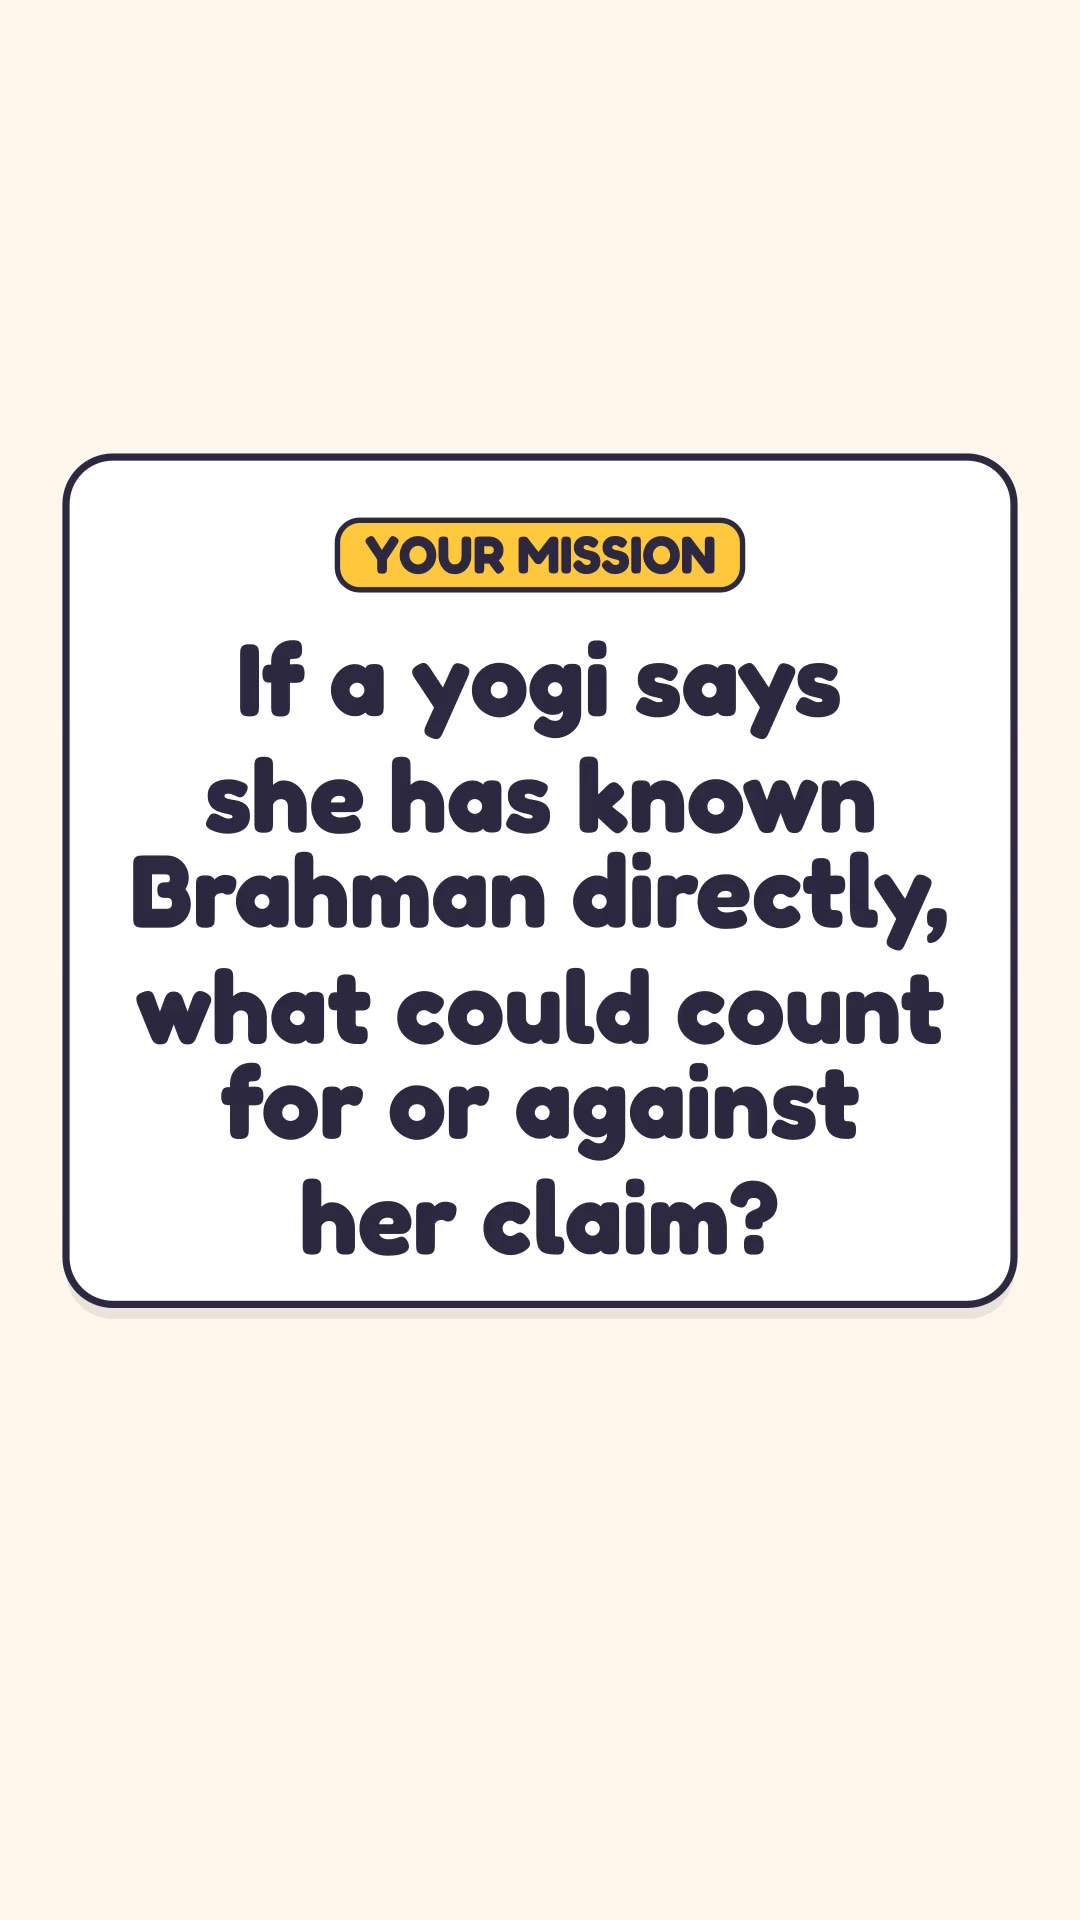 YOUR MISSION
If a yogi says
she has known
Brahman directly,
what could count
for or against
her claim?